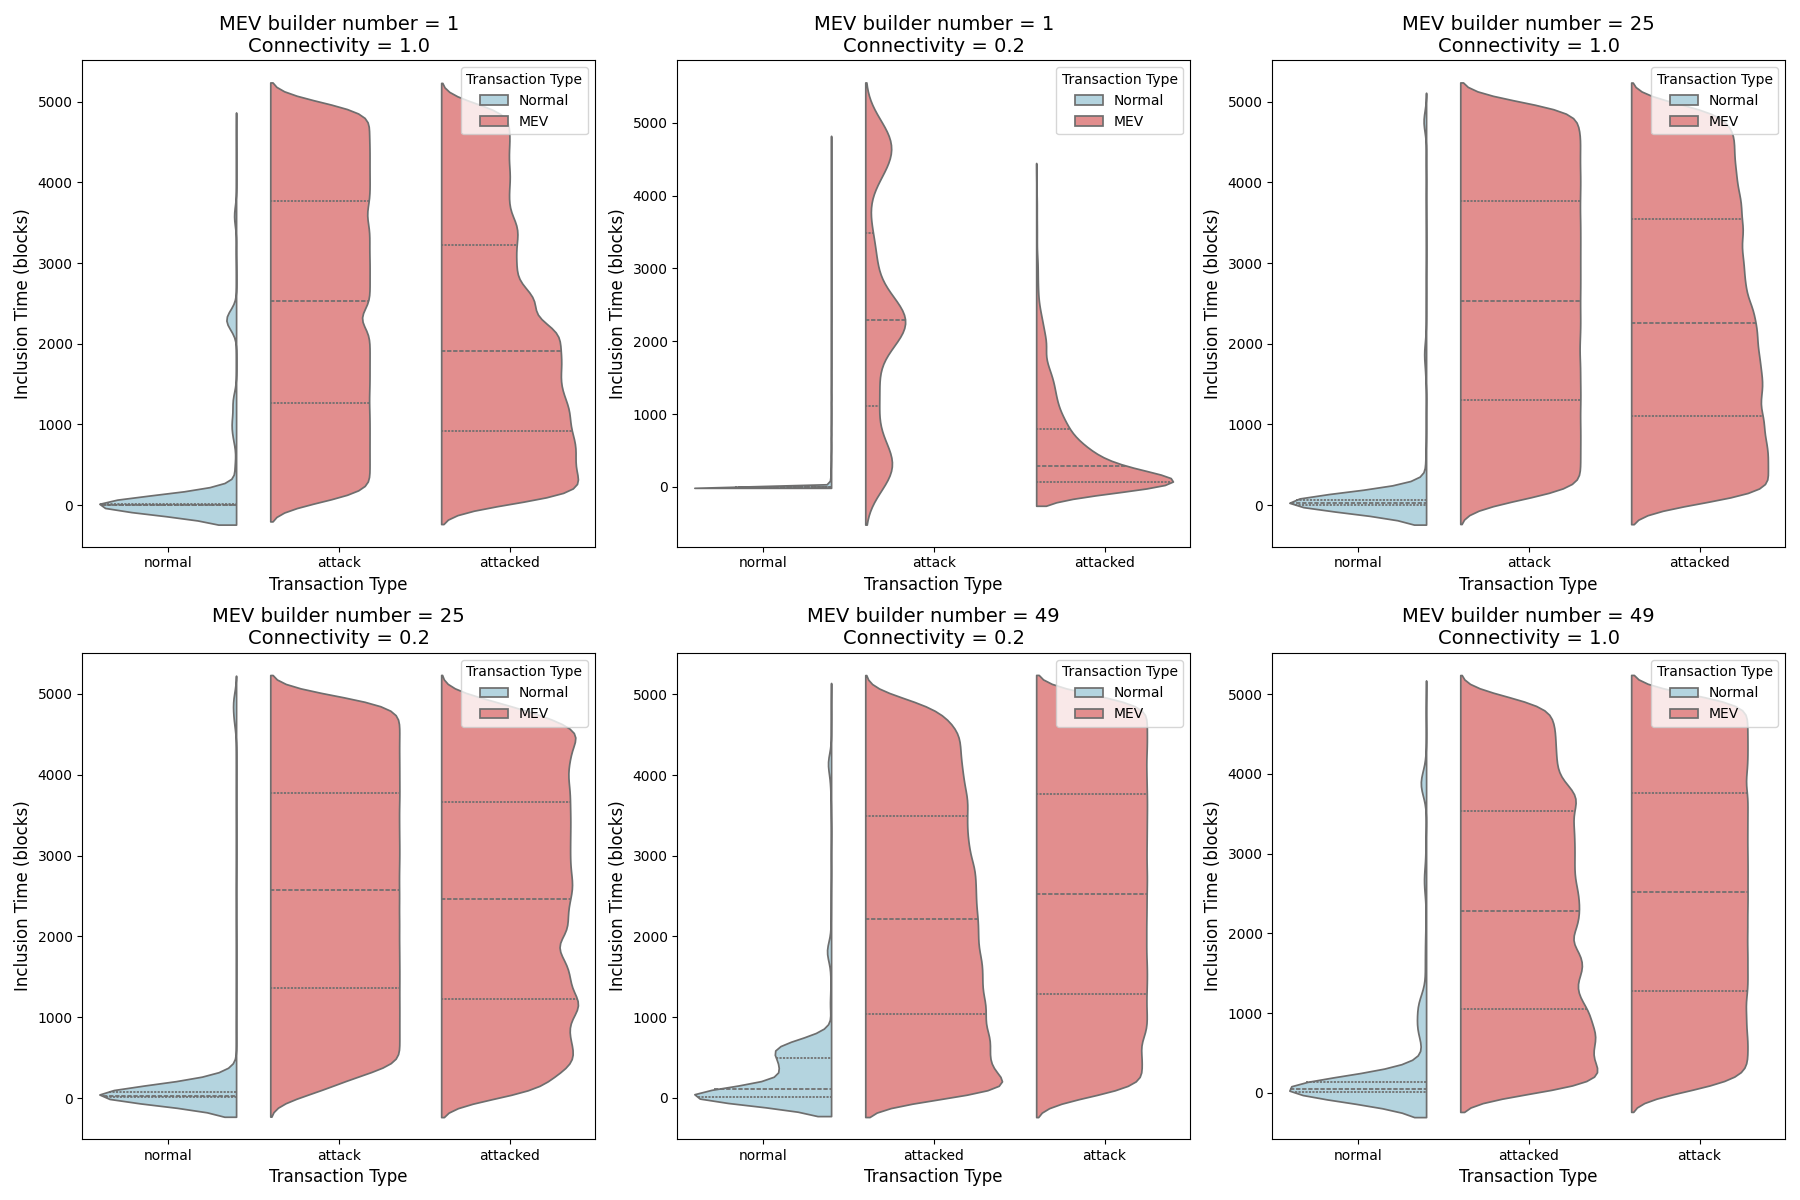 MEV builder number = 1
Connectivity = 1.0
Inclusion Time (blocks)
5000
4000
3000
2000
1000
0
Transaction Type
Normal
MEV
normal
attack
attacked
Transaction Type
MEV builder number = 1
Connectivity = 0.2
Inclusion Time (blocks)
5000
4000
3000
2000
1000
0
Transaction Type
Normal
MEV
normal
attack
attacked
Transaction Type
MEV builder number = 25
Connectivity = 1.0
Inclusion Time (blocks)
5000
4000
3000
2000
1000
0
Transaction Type
Normal
MEV
normal
attack
attacked
Transaction Type
MEV builder number = 25
Connectivity = 0.2
Inclusion Time (blocks)
5000
4000
3000
2000
1000
0
Transaction Type
Normal
MEV
normal
attack
attacked
Transaction Type
MEV builder number = 49
Connectivity = 0.2
Inclusion Time (blocks)
5000
4000
3000
2000
1000
0
Transaction Type
Normal
MEV
normal
attacked
attack
Transaction Type
MEV builder number = 49
Connectivity = 1.0
Inclusion Time (blocks)
5000
4000
3000
2000
1000
0
Transaction Type
Normal
MEV
normal
attacked
attack
Transaction Type